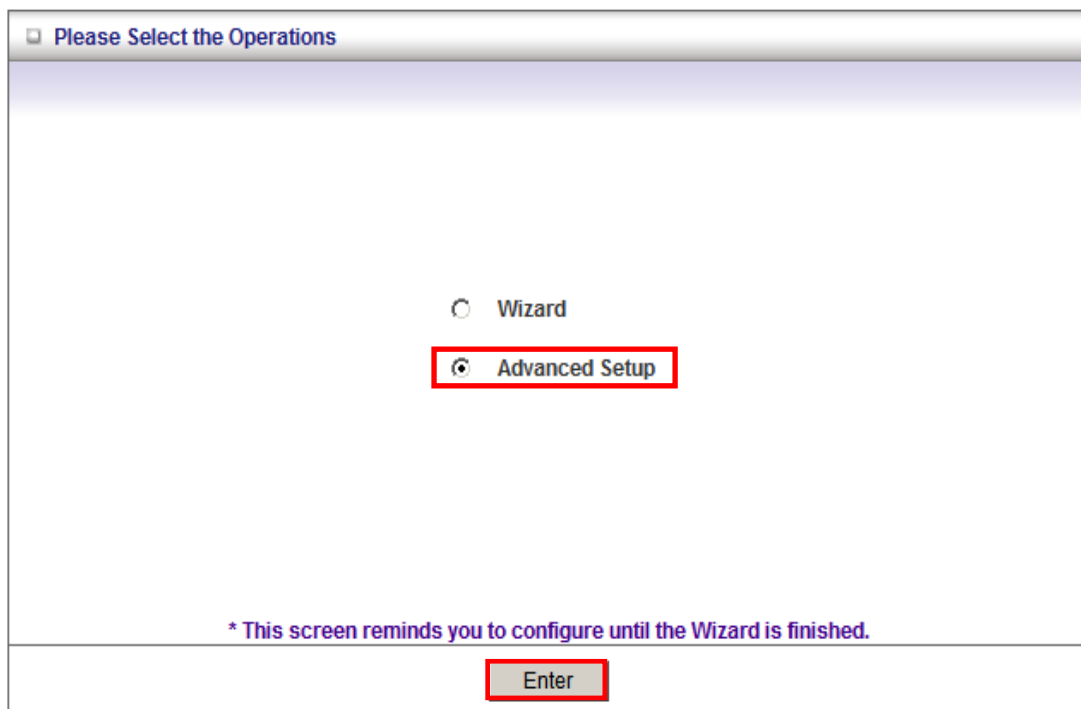 Please Select the Operations
Wizard
Advanced Setup
* This screen reminds you to configure until the Wizard is finished.
Enter